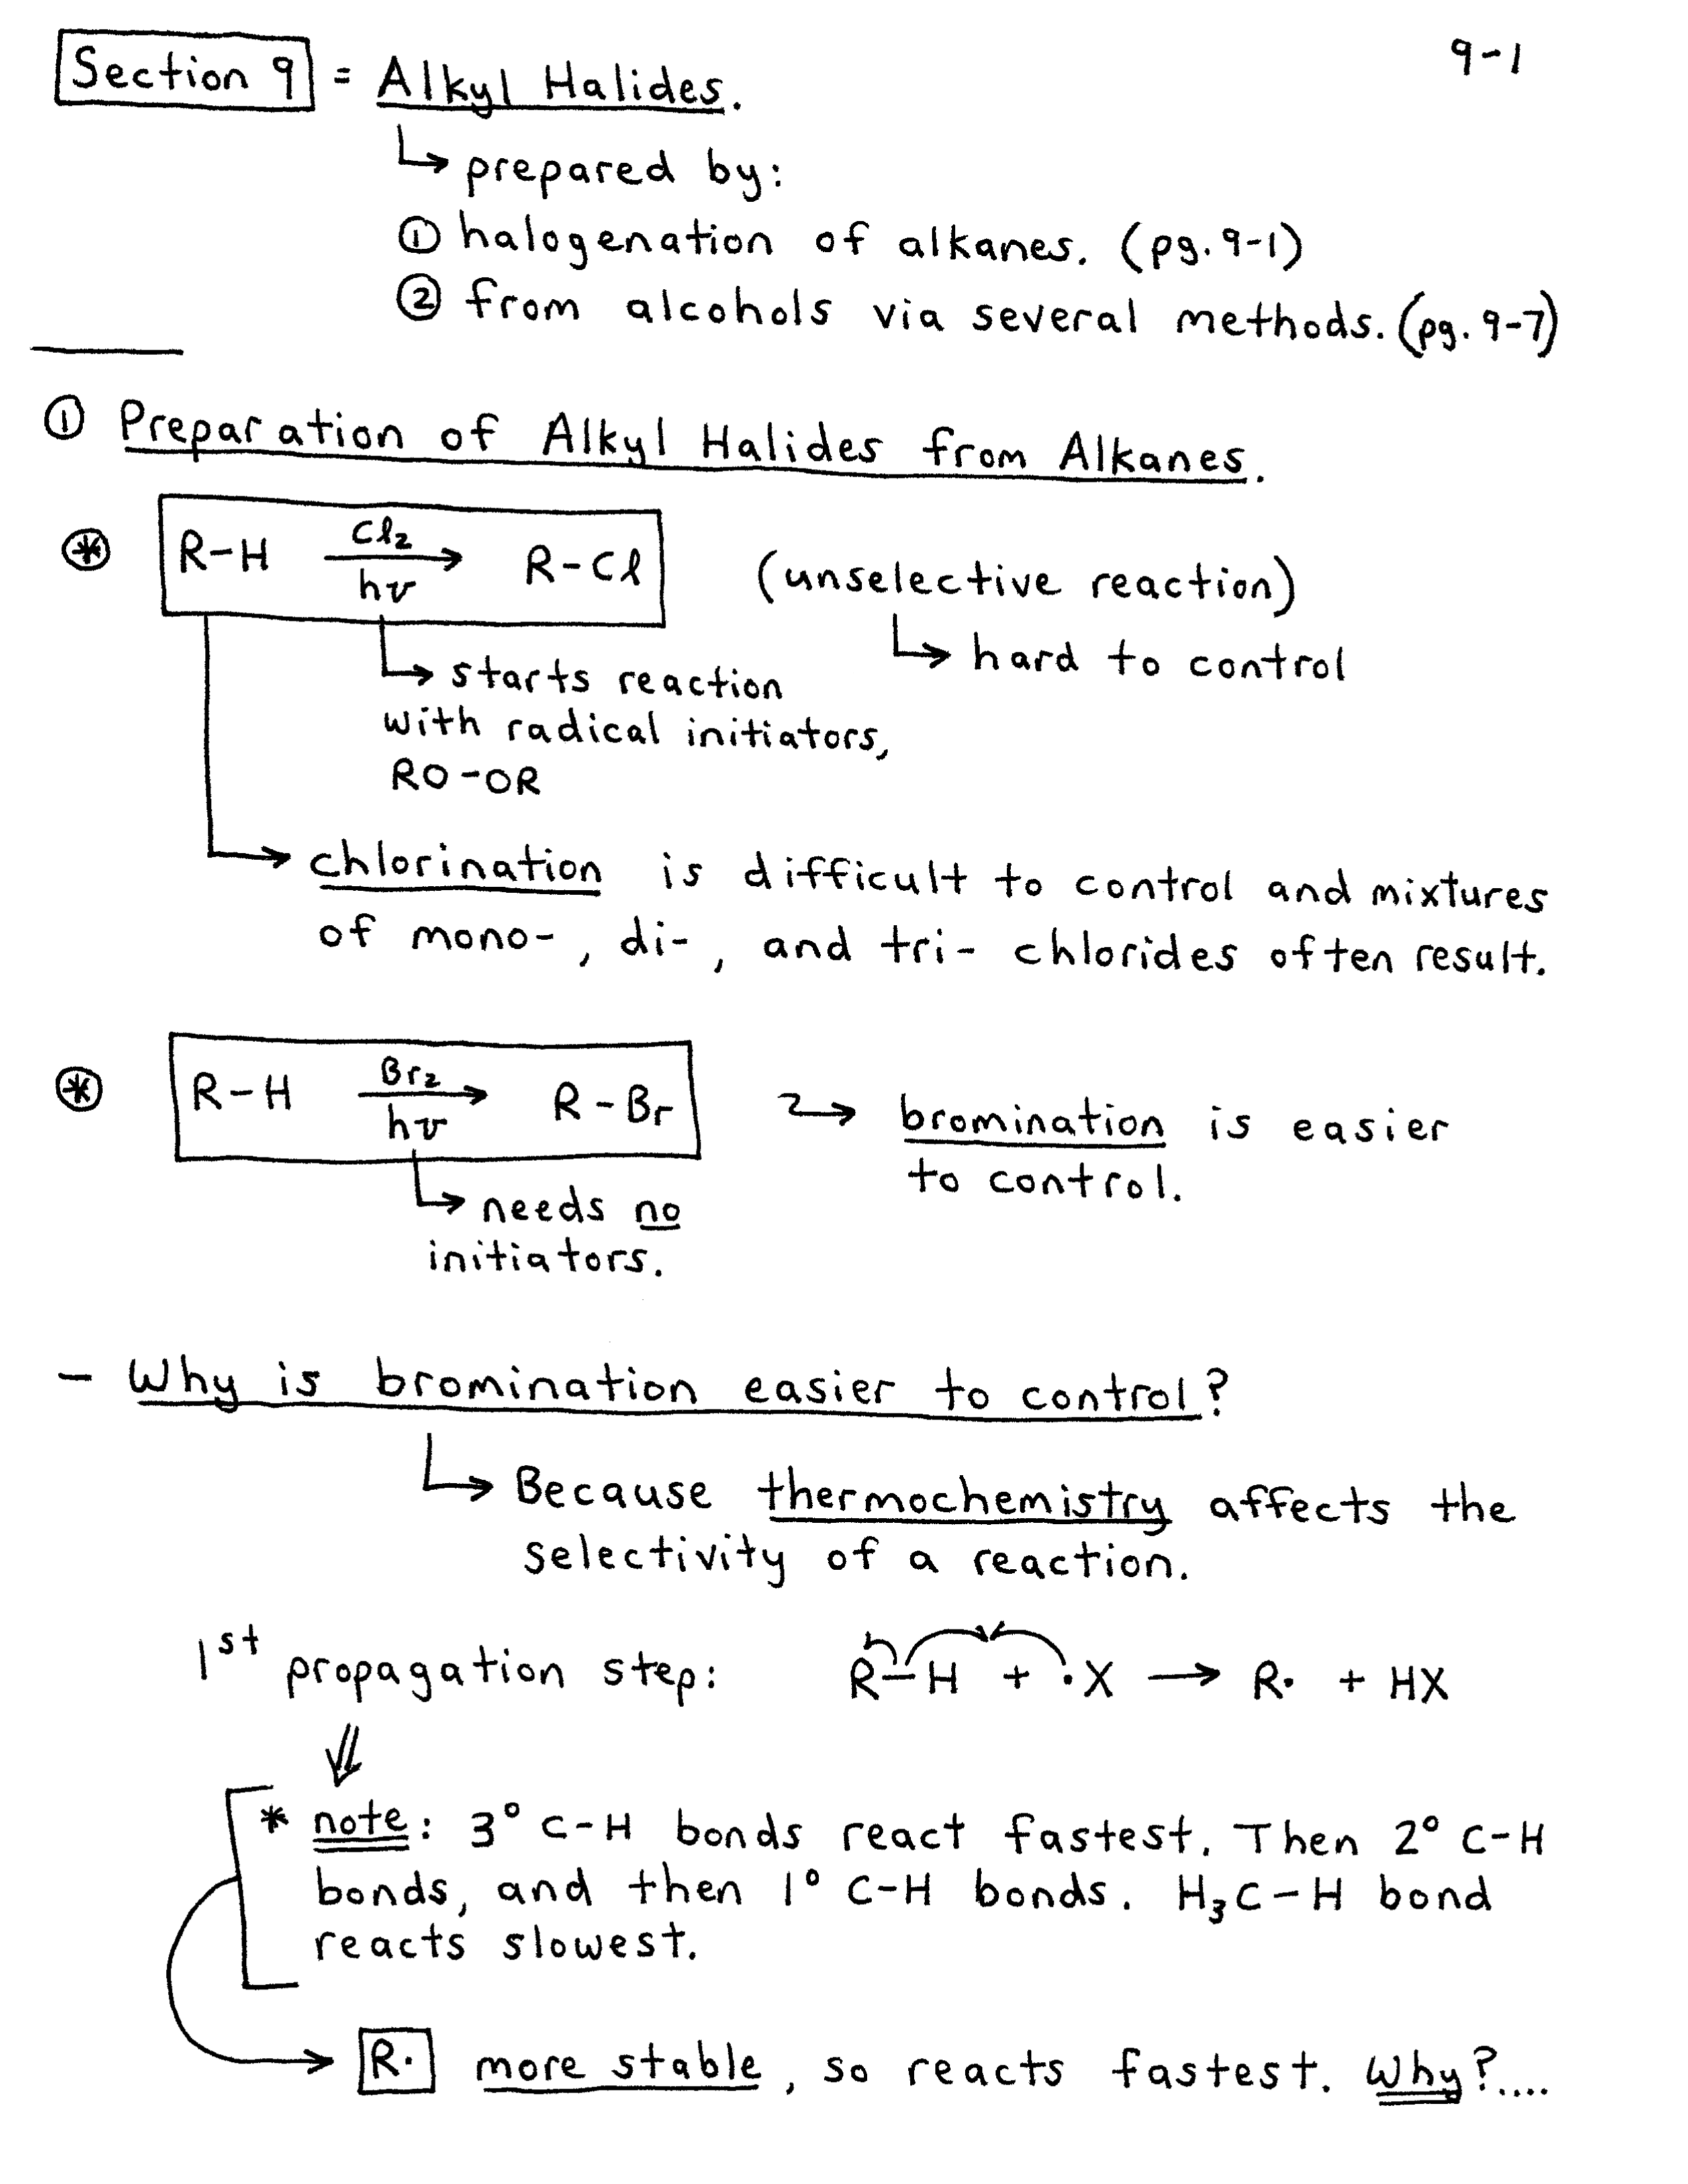 Section 9 = Alkyl Halides. 9-1
↳ prepared by:
① halogenation of alkanes. (pg. 9-1)
② from alcohols via several methods. (pg. 9-7)
① Preparation of Alkyl Halides from Alkanes.
⊛ R-H Cl₂ → hν R-Cl (unselective reaction)
↳ hard to control
↳ starts reaction
with radical initiators,
RO-OR
→ chlorination is difficult to control and mixtures
of mono-, di-, and tri- chlorides often result.
⊛ R-H Br₂ → hν R-Br → bromination is easier
to control.
↳ needs no
initiators.
- Why is bromination easier to control?
↳ Because thermochemistry affects the
selectivity of a reaction.
1st propagation step: R-H + ·X → R· + HX
⇓
* note: 3° C-H bonds react fastest. Then 2° C-H
bonds, and then 1° C-H bonds. H₃C-H bond
reacts slowest.
→ R· more stable, so reacts fastest. Why?....